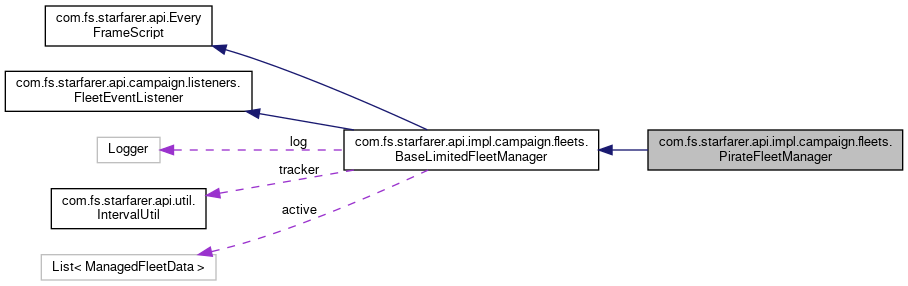 com.fs.starfarer.api.Every
FrameScript
com.fs.starfarer.api.campaign.listeners.
FleetEventListener
Logger
log
com.fs.starfarer.api.impl.campaign.fleets.
BaseLimitedFleetManager
com.fs.starfarer.api.impl.campaign.fleets.
PirateFleetManager
tracker
com.fs.starfarer.api.util.
IntervalUtil
active
List< ManagedFleetData >